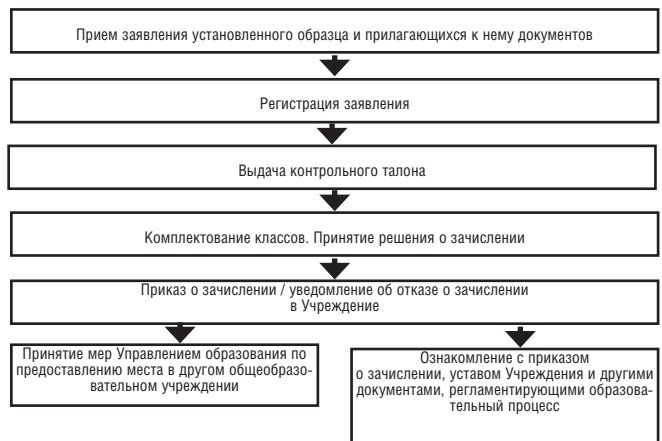 Прием заявления установленного образца и прилагающихся к нему документов
Регистрация заявления
Выдача контрольного талона
Комплектование классов. Принятие решения о зачислении
Приказ о зачислении / уведомление об отказе о зачислении
в Учреждение
Принятие мер Управлением образования по
предоставлению места в другом общеобразо-
вательном учреждении
Ознакомление с приказом
о зачислении, уставом Учреждения и другими
документами, регламентирующими образова-
тельный процесс